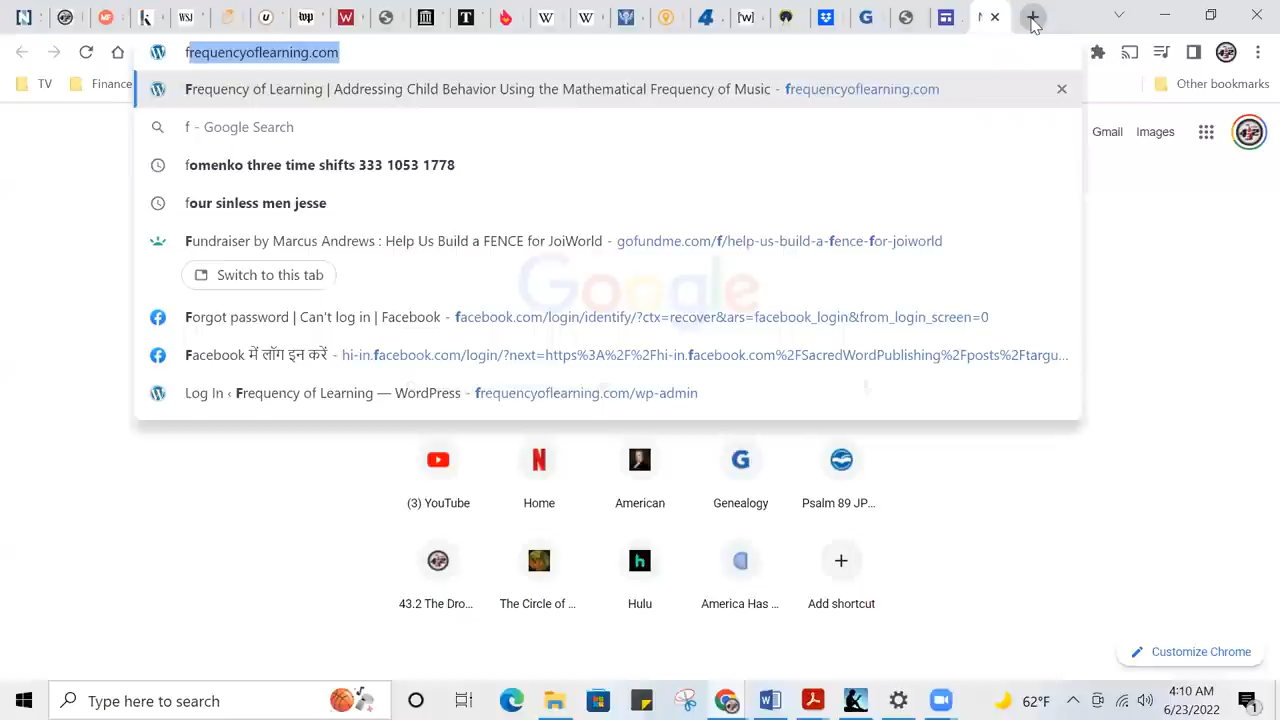 WSJ
wp
frequencyoflearning.com
TV
Finance
Other bookmarks
Frequency of Learning | Addressing Child Behavior Using the Mathematical Frequency of Music - frequencyoflearning.com
f - Google Search
Gmail
Images
fomenko three time shifts 333 1053 1778
four sinless men jesse
Fundraiser by Marcus Andrews : Help Us Build a FENCE for JoiWorld - gofundme.com/f/help-us-build-a-fence-for-joiworld
Switch to this tab
Google
Forgot password | Can't log in | Facebook - facebook.com/login/identify/?ctx=recover&ars=facebook_login&from_login_screen=0
Facebook में लॉग इन करें - hi-in.facebook.com/login/?next=https%3A%2F%2Fhi-in.facebook.com%2FSacredWordPublishing%2Fposts%2Ftargu...
Log In ‹ Frequency of Learning — WordPress - frequencyoflearning.com/wp-admin
(3) YouTube
Home
American
Genealogy
Psalm 89 JP...
43.2 The Dro...
The Circle of ...
Hulu
America Has ...
Add shortcut
Customize Chrome
Type here to search
62°F
4:10 AM
6/23/2022